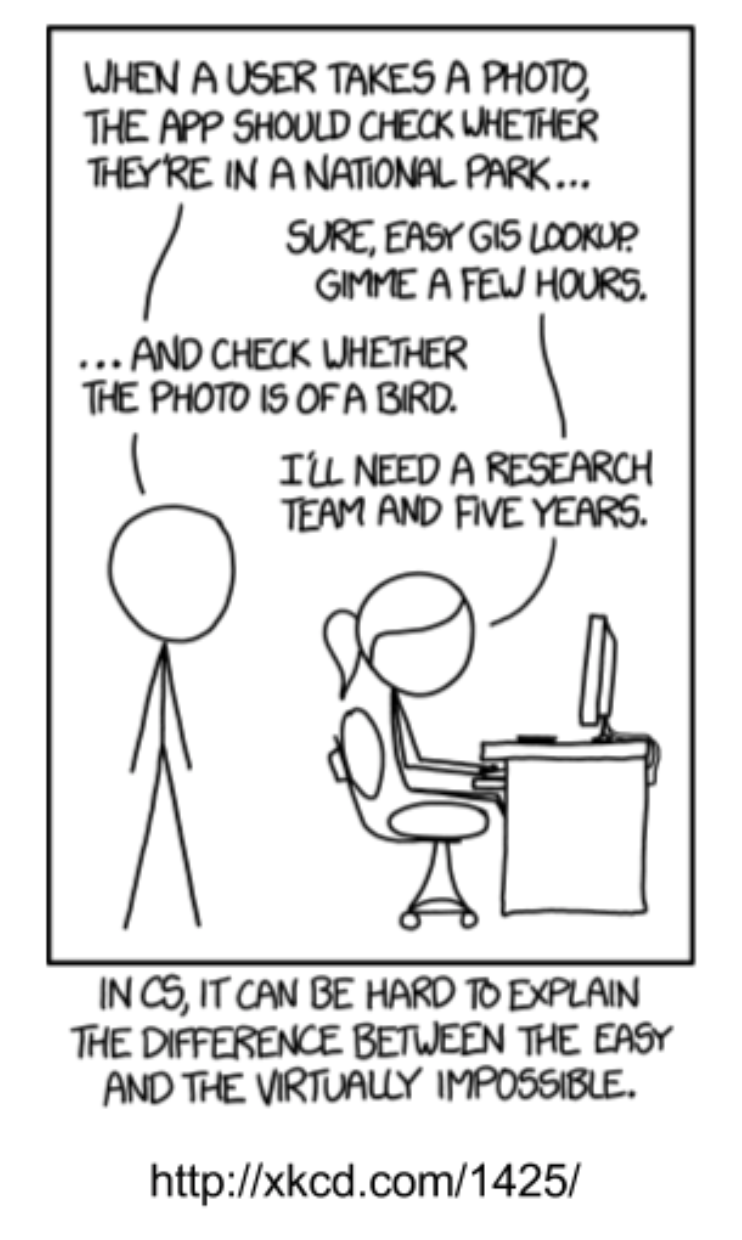 WHEN A USER TAKES A PHOTO,
THE APP SHOULD CHECK WHETHER
THEY'RE IN A NATIONAL PARK...
SURE, EASY GIS LOOKUP.
GIMME A FEW HOURS.
...AND CHECK WHETHER
THE PHOTO IS OF A BIRD.
I'LL NEED A RESEARCH
TEAM AND FIVE YEARS.
IN CS, IT CAN BE HARD TO EXPLAIN
THE DIFFERENCE BETWEEN THE EASY
AND THE VIRTUALLY IMPOSSIBLE.
http://xkcd.com/1425/